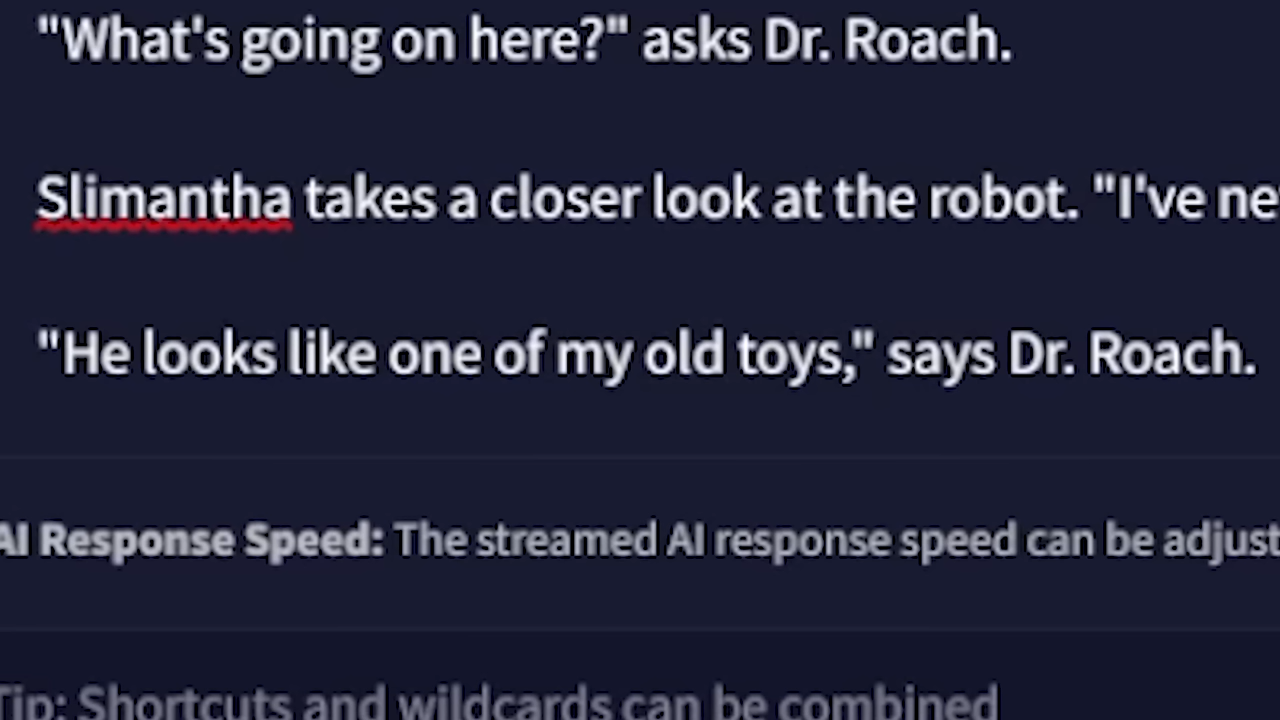 "What's going on here?" asks Dr. Roach.
Slimantha takes a closer look at the robot. "I've ne
"He looks like one of my old toys," says Dr. Roach.
AI Response Speed: The streamed AI response speed can be adjust
Tip: Shortcuts and wildcards can be combined